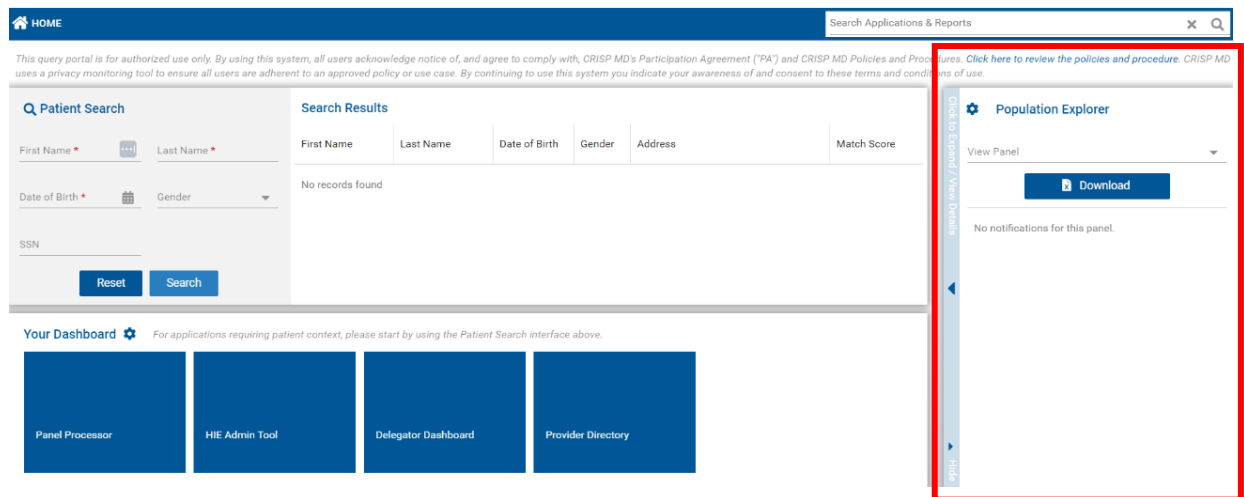 HOME
Search Applications & Reports
This query portal is for authorized use only. By using this system, all users acknowledge notice of, and agree to comply with, CRISP MD's Participation Agreement ("PA") and CRISP MD Policies and Procedures. Click here to review the policies and procedure. CRISP MD
uses a privacy monitoring tool to ensure all users are adherent to an approved policy or use case. By continuing to use this system you indicate your awareness of and consent to these terms and conditions of use.
Patient Search
First Name *
Last Name *
Date of Birth *
Gender
SSN
Reset
Search
Search Results
First Name
Last Name
Date of Birth
Gender
Address
Match Score
No records found
Click to Expand / View Details
Hide
Population Explorer
View Panel
Download
No notifications for this panel.
Your Dashboard
For applications requiring patient context, please start by using the Patient Search interface above.
Panel Processor
HIE Admin Tool
Delegator Dashboard
Provider Directory